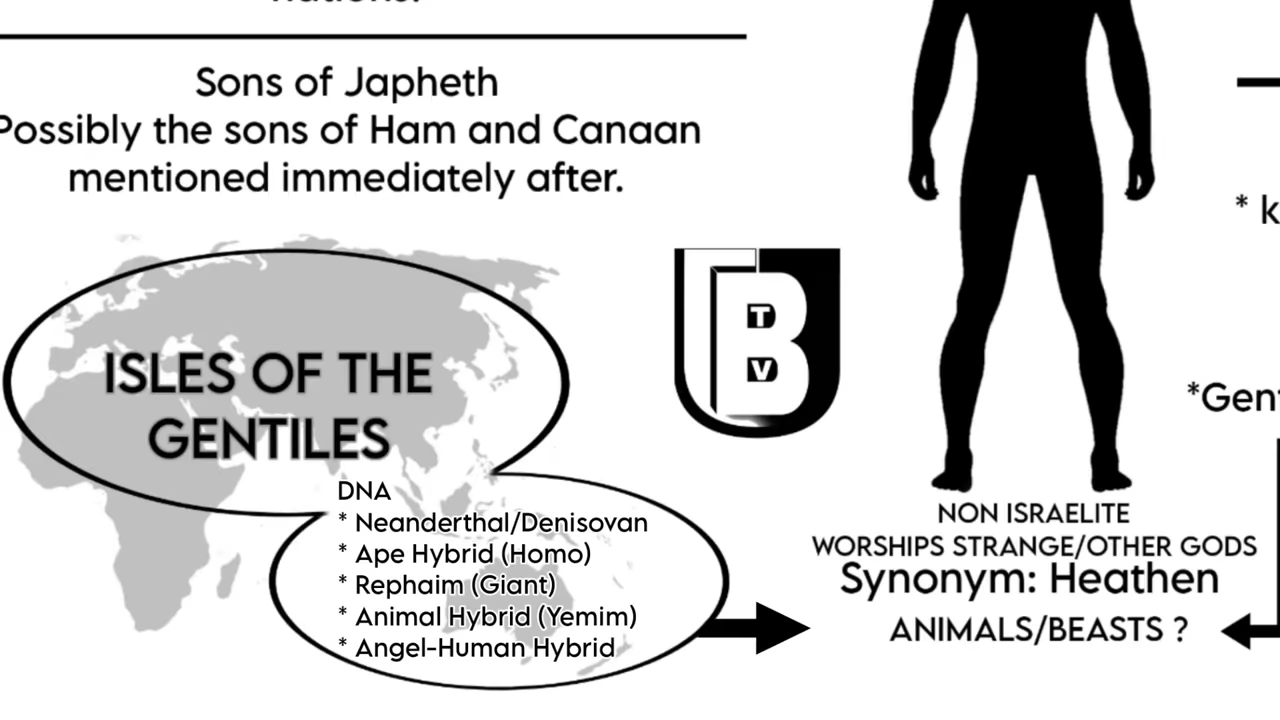 Sons of Japheth
Possibly the sons of Ham and Canaan
mentioned immediately after.
ISLES OF THE
GENTILES
DNA
* Neanderthal/Denisovan
* Ape Hybrid (Homo)
* Rephaim (Giant)
* Animal Hybrid (Yemim)
* Angel-Human Hybrid
B
T
V
NON ISRAELITE
WORSHIPS STRANGE/OTHER GODS
Synonym: Heathen
ANIMALS/BEASTS ?
* k
*Gent